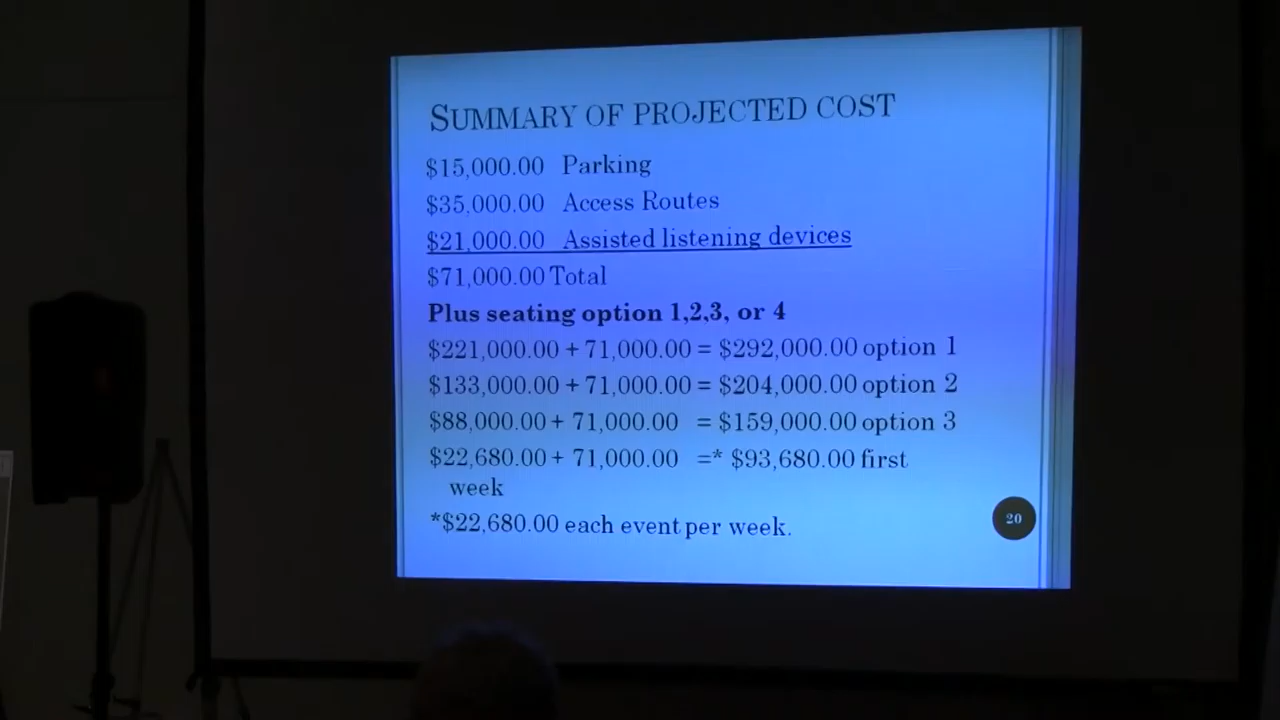 SUMMARY OF PROJECTED COST
$15,000.00 Parking
$35,000.00 Access Routes
$21,000.00 Assisted listening devices
$71,000.00 Total
Plus seating option 1,2,3, or 4
$221,000.00 + 71,000.00 = $292,000.00 option 1
$133,000.00 + 71,000.00 = $204,000.00 option 2
$88,000.00 + 71,000.00 = $159,000.00 option 3
$22,680.00 + 71,000.00 =* $93,680.00 first
week
*$22,680.00 each event per week.
20